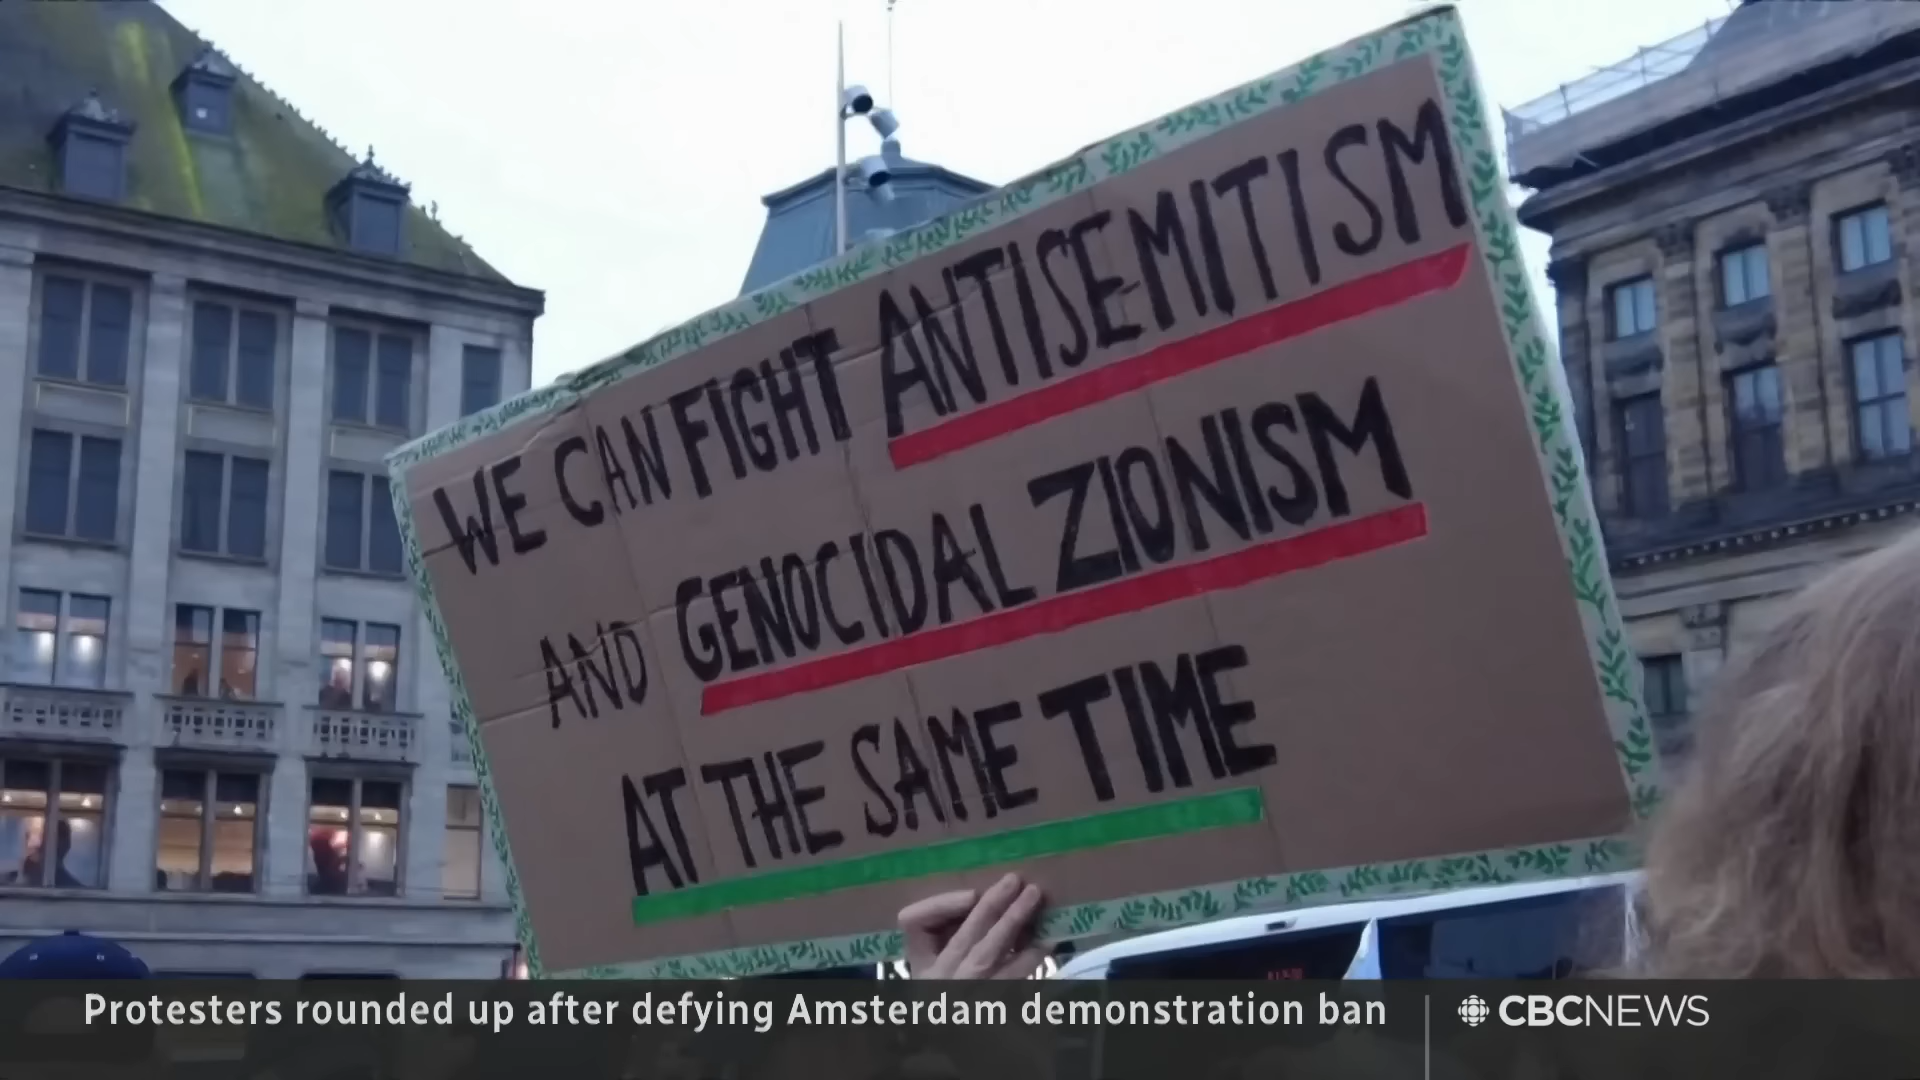 WE CAN FIGHT ANTISEMITISM
AND GENOCIDAL ZIONISM
AT THE SAME TIME
Protesters rounded up after defying Amsterdam demonstration ban
CBCNEWS